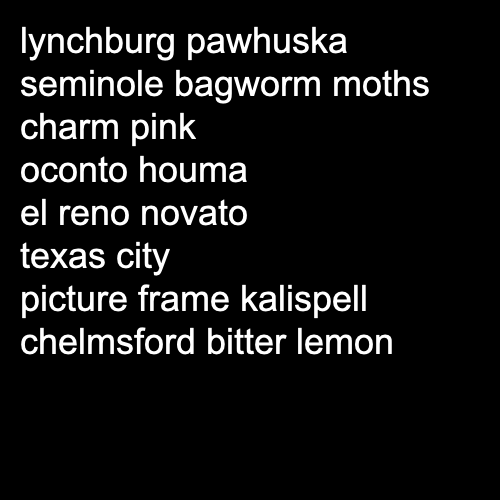 lynchburg pawhuska
seminole bagworm moths
charm pink
oconto houma
el reno novato
texas city
picture frame kalispell
chelmsford bitter lemon